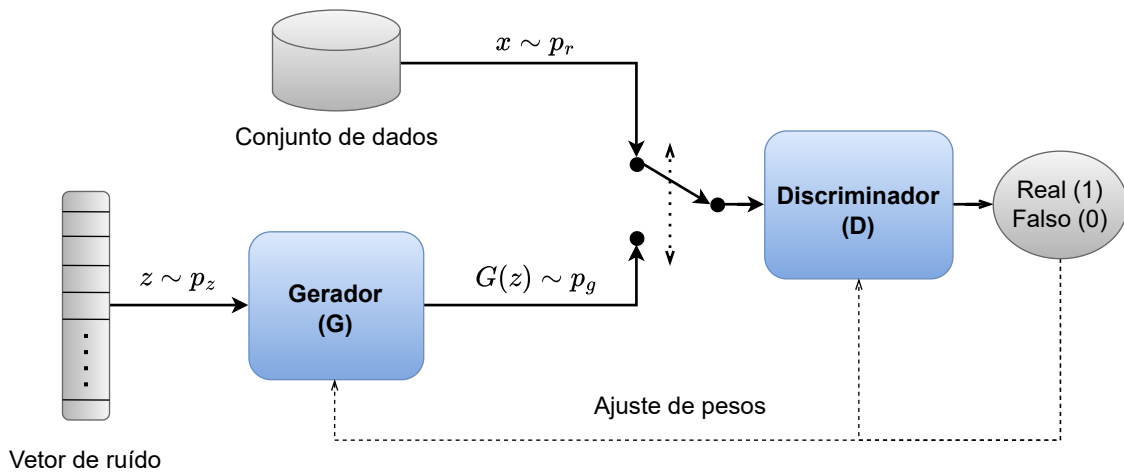 x ∼ p_r
Conjunto de dados
Discriminador
(D)
Real (1)
Falso (0)
z ∼ p_z
Gerador
(G)
G(z) ∼ p_g
Ajuste de pesos
Vetor de ruído